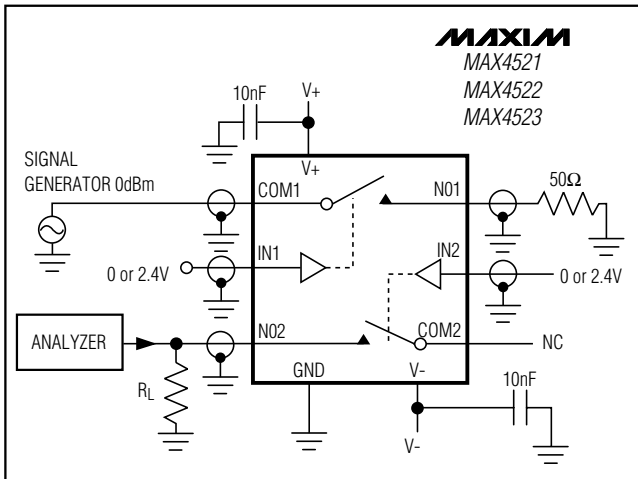 MAXIM
MAX4521
MAX4522
MAX4523
10nF
V+
V+
SIGNAL
GENERATOR 0dBm
COM1
N01
50Ω
IN1
IN2
0 or 2.4V
0 or 2.4V
ANALYZER
N02
COM2
NC
RL
GND
V-
10nF
V-